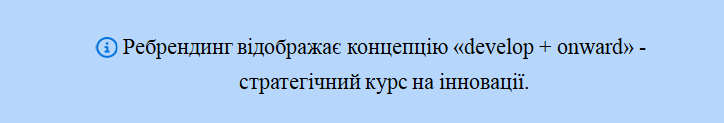 Ребрендинг відображає концепцію «develop + onward» -
стратегічний курс на інновації.